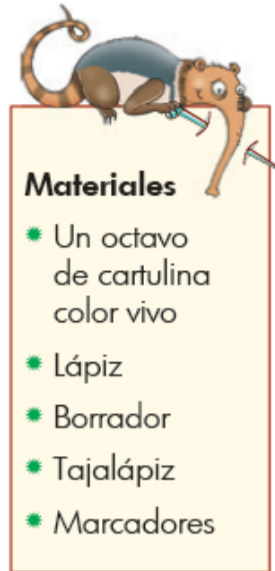 Materiales
Un octavo
de cartulina
color vivo
Lápiz
Borrador
Tajalápiz
Marcadores